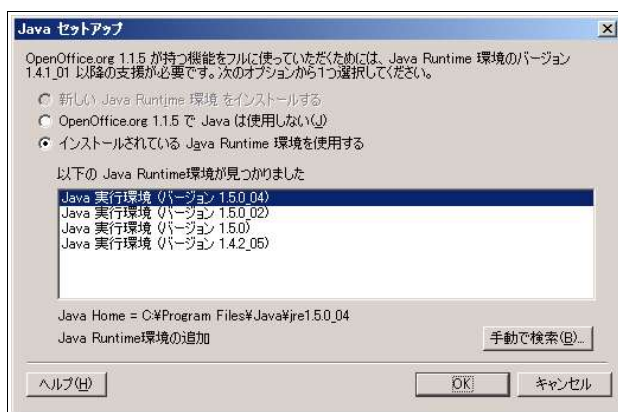 Java セットアップ
OpenOffice.org 1.1.5 が持つ機能をフルに使っていただくためには、Java Runtime 環境のバージョン
1.4.1_01 以降の支援が必要です。次のオプションから1つ選択してください。
新しい Java Runtime 環境 をインストールする
OpenOffice.org 1.1.5 で Java は使用しない(J)
インストールされている Java Runtime 環境を使用する
以下の Java Runtime環境が見つかりました
Java 実行環境 (バージョン 1.5.0_04)
Java 実行環境 (バージョン 1.5.0_02)
Java 実行環境 (バージョン 1.5.0)
Java 実行環境 (バージョン 1.4.2_05)
Java Home = C:¥Program Files¥Java¥jre1.5.0_04
Java Runtime環境の追加
手動で検索(B)...
ヘルプ(H)
OK
キャンセル